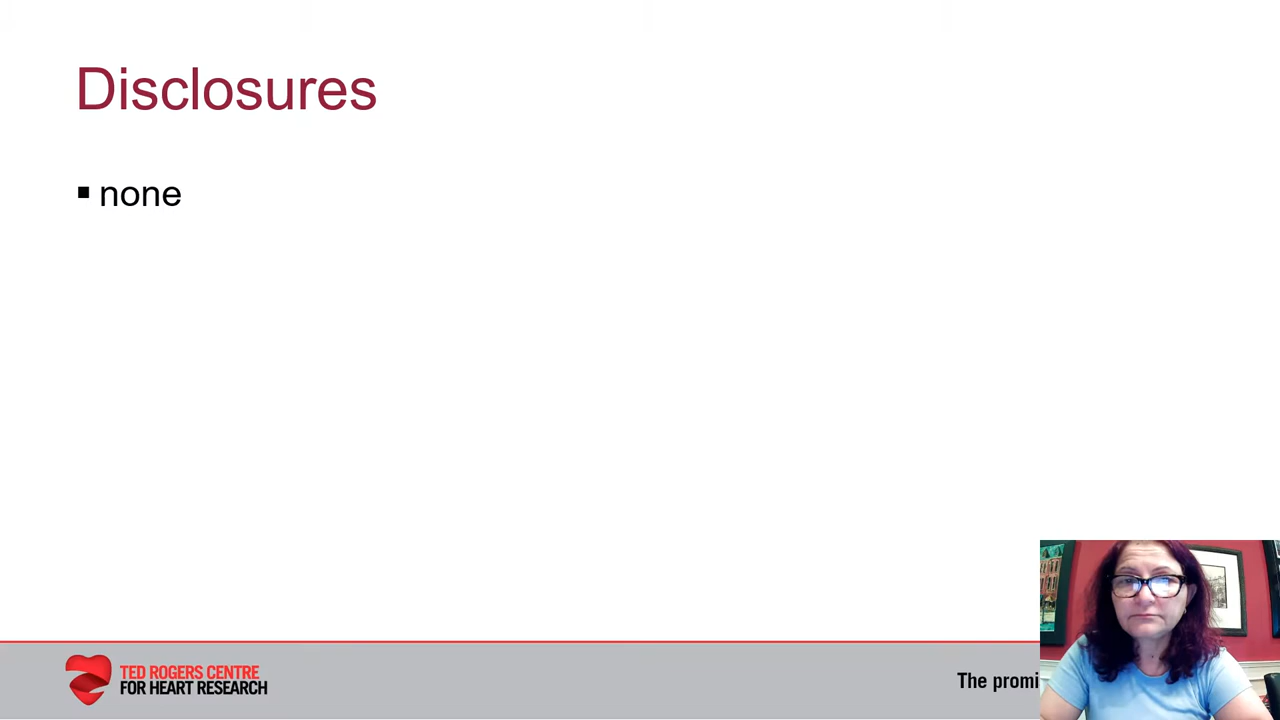 Disclosures
▪ none
TED ROGERS CENTRE
FOR HEART RESEARCH
The promi